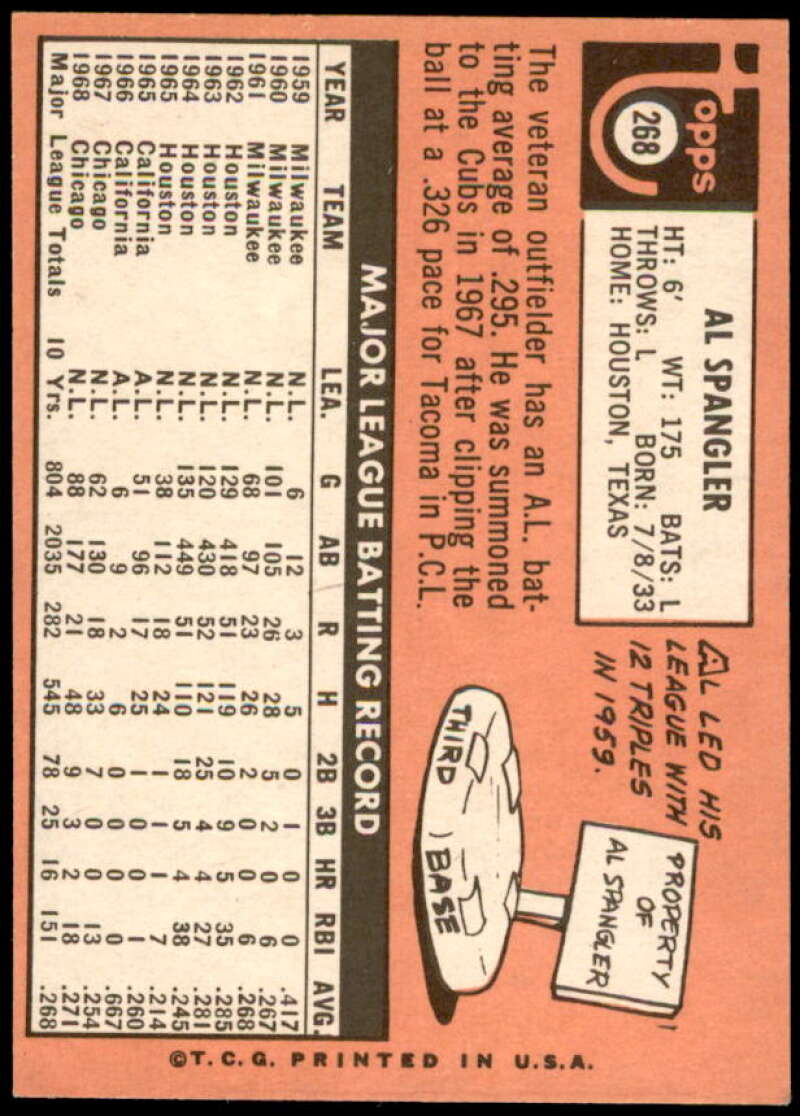 Topps
268
AL SPANGLER
HT: 6' WT: 175 BATS: L
THROWS: L BORN: 7/8/33
HOME: HOUSTON, TEXAS
The veteran outfielder has an A.L. bat-
ting average of .295. He was summoned
to the Cubs in 1967 after clipping the
ball at a .326 pace for Tacoma in P.C.L.
AL LED HIS
LEAGUE WITH
12 TRIPLES
IN 1959.
PROPERTY
OF
AL SPANGLER
THIRD BASE
MAJOR LEAGUE BATTING RECORD
YEAR TEAM LEA. G AB R H 2B 3B HR RBI AVG.
1959 Milwaukee N.L. 6 12 3 5 0 1 0 0 .417
1960 Milwaukee N.L. 101 105 26 28 5 2 0 6 .267
1961 Milwaukee N.L. 68 97 23 26 2 0 0 6 .268
1962 Houston N.L. 129 418 51 119 10 9 5 35 .285
1963 Houston N.L. 120 430 52 121 25 4 4 27 .281
1964 Houston N.L. 135 449 51 110 18 5 4 38 .245
1965 Houston N.L. 38 112 18 24 1 1 1 7 .214
1965 California A.L. 51 96 17 25 1 0 0 1 .260
1966 California A.L. 6 9 2 6 0 0 0 0 .667
1967 Chicago N.L. 62 130 18 33 7 0 0 13 .254
1968 Chicago N.L. 88 177 21 48 9 3 2 18 .271
Major League Totals 10 Yrs. 804 2035 282 545 78 25 16 151 .268
©T.C.G. PRINTED IN U.S.A.